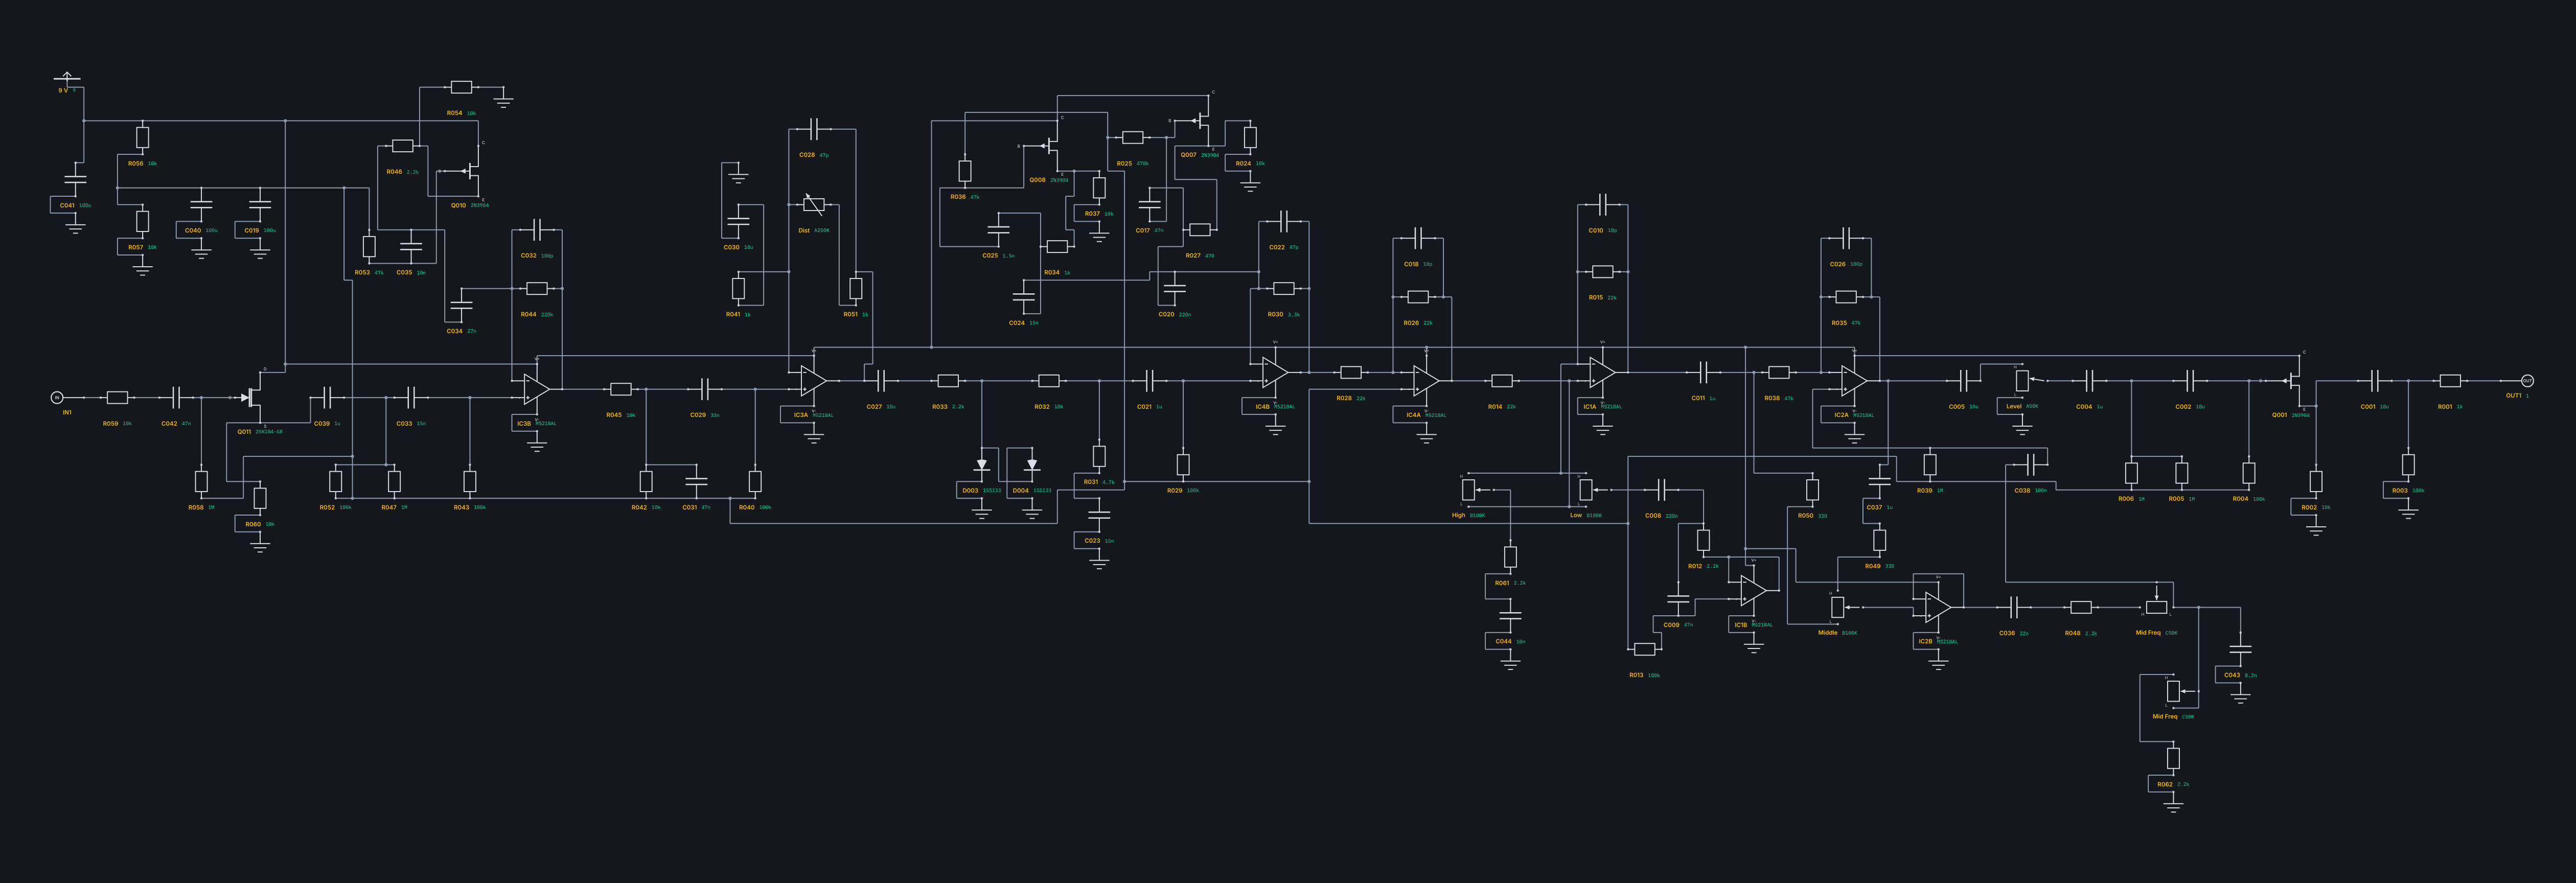 9 V 9
R054 10k
R056 10k
C028 47p
R025 470k
Q007 2N3904
R024 10k
R046 2.2k
Q008 2N3904
C041 100u
Q010 2N3904
R036 47k
R037 10k
R057 10k
C040 100u
C019 100u
Dist A250K
C017 47n
C010 10p
C030 10u
C032 100p
C022 47p
C025 1.5n
R027 470
C018 10p
C026 100p
R053 47k
C035 10n
R034 1k
R015 22k
R044 220k
R041 1k
R051 1k
C024 15n
C020 220n
R030 3.3k
R026 22k
R035 47k
C034 27n
IN
IN1
R059 10k
C042 47n
Q011 2SK184-GR
C039 1u
C033 15n
IC3B M5218AL
R045 10k
C029 33n
IC3A M5218AL
C027 10u
R033 2.2k
R032 10k
C021 1u
IC4B M5218AL
R028 22k
IC4A M5218AL
R014 22k
IC1A M5218AL
C011 1u
R038 47k
IC2A M5218AL
C005 10u
Level A50K
C004 1u
C002 10u
Q001 2N3904
C001 10u
R001 1k
OUT
OUT1 1
R058 1M
R060 10k
R052 100k
R047 1M
R043 100k
R042 10k
C031 47n
R040 100k
D003 1SS133
D004 1SS133
R031 4.7k
R029 100k
C023 15n
High B100K
Low B100K
C008 220n
R050 330
C037 1u
R039 1M
C038 100n
R006 1M
R005 1M
R004 100k
R002 10k
R003 100k
R061 2.2k
R012 2.2k
R049 330
C044 10n
C009 47n
IC1B M5218AL
Middle B100K
IC2B M5218AL
C036 22n
R048 2.2k
Mid Freq C50K
R013 100k
C043 8.2n
Mid Freq C50K
R062 2.2k